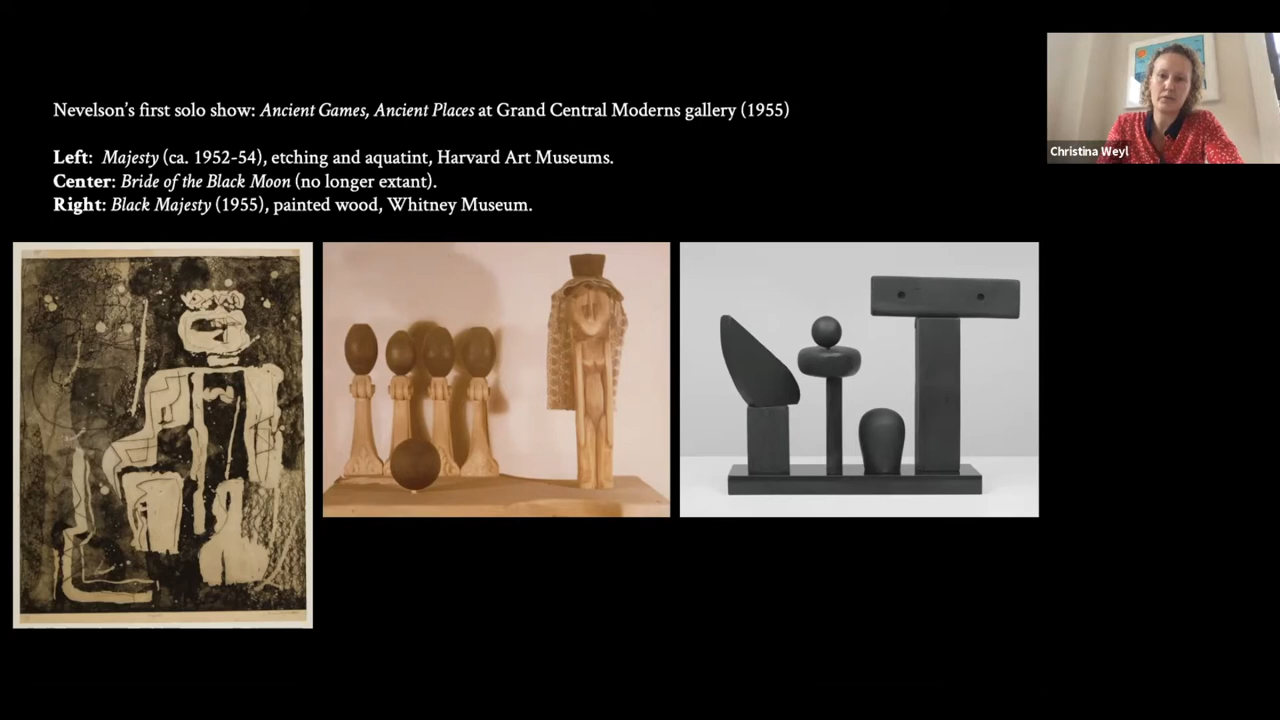 Nevelson's first solo show: Ancient Games, Ancient Places at Grand Central Moderns gallery (1955)
Left: Majesty (ca. 1952-54), etching and aquatint, Harvard Art Museums.
Center: Bride of the Black Moon (no longer extant).
Right: Black Majesty (1955), painted wood, Whitney Museum.
Christina Weyl